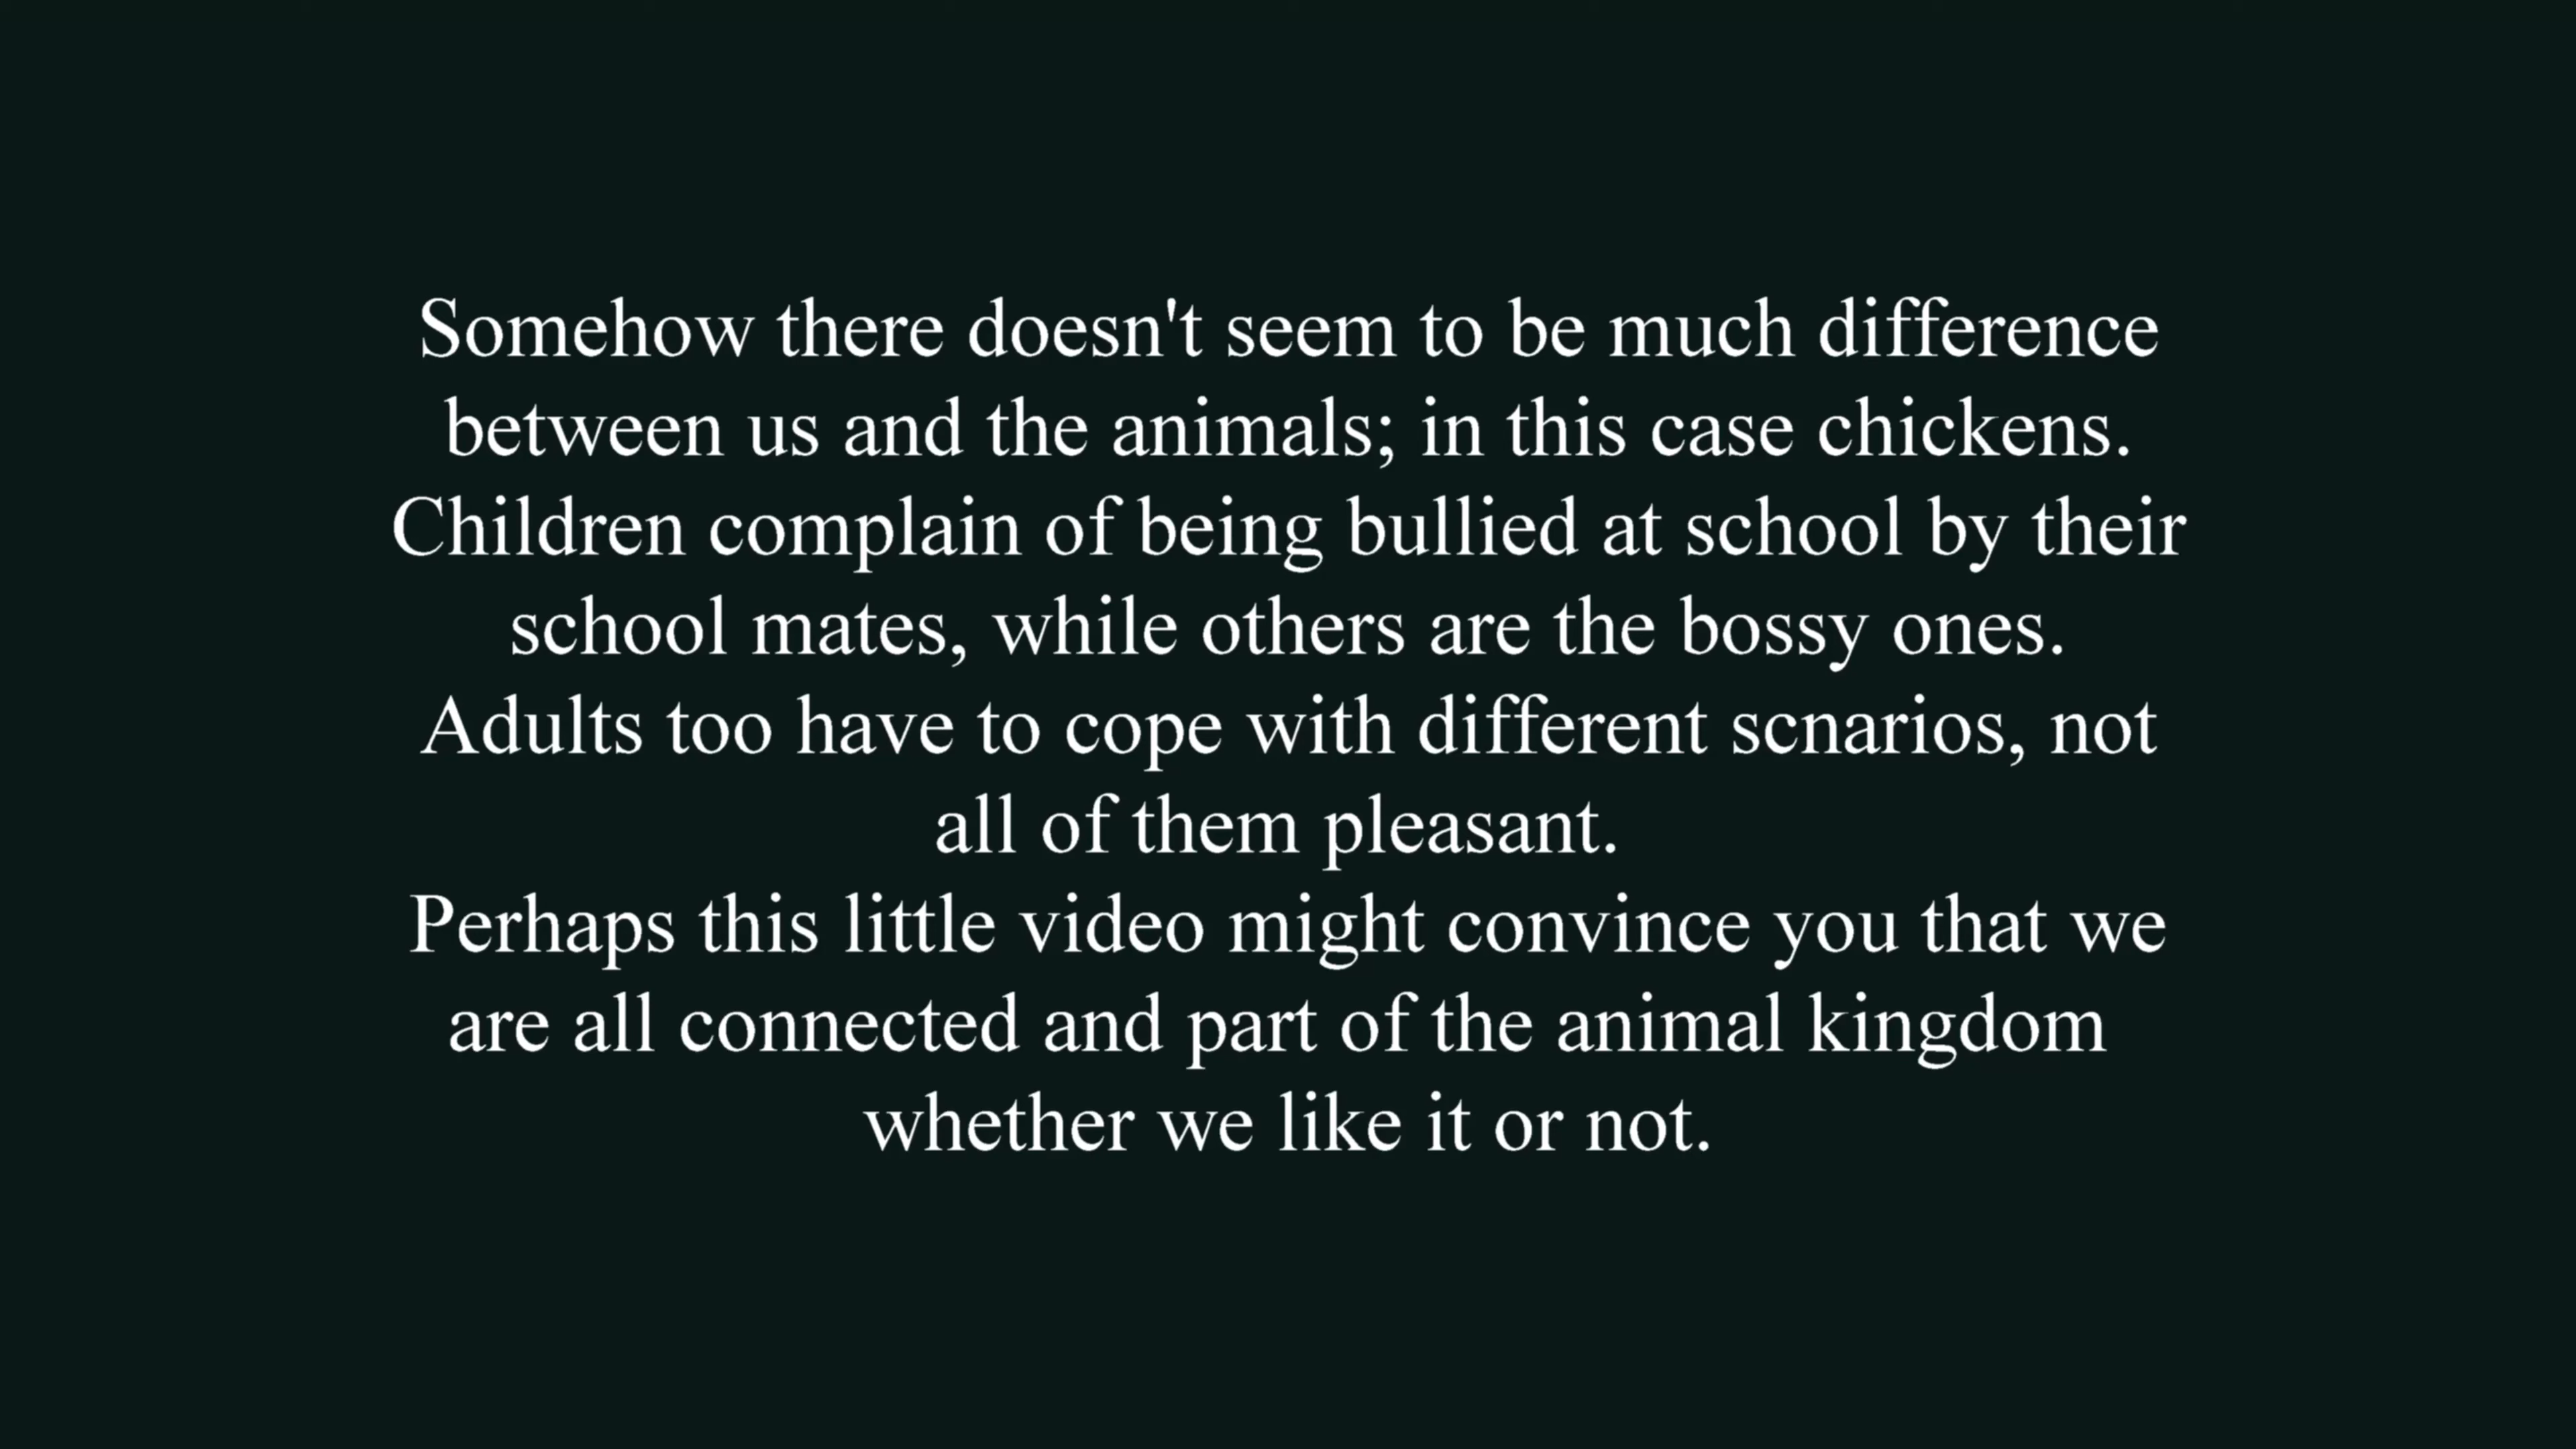 Somehow there doesn't seem to be much difference
between us and the animals; in this case chickens.
Children complain of being bullied at school by their
school mates, while others are the bossy ones.
Adults too have to cope with different scnarios, not
all of them pleasant.
Perhaps this little video might convince you that we
are all connected and part of the animal kingdom
whether we like it or not.